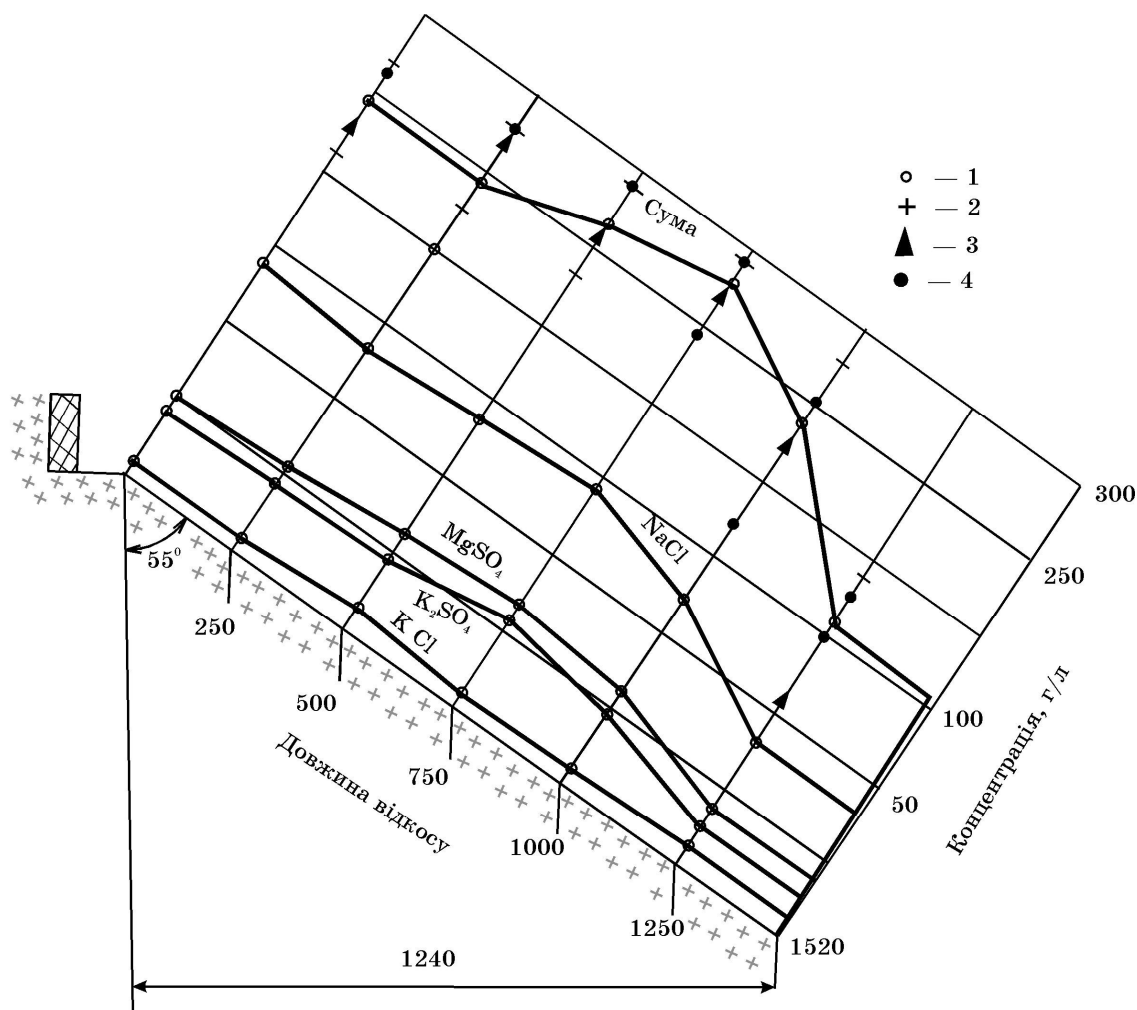 — 1
— 2
— 3
— 4
Сума
NaCl
MgSO₄
K₂SO₄
K Cl
55⁰
250
500
750
1000
1250
1520
Довжина відкосу
1240
300
250
100
50
Концентрація, г/л